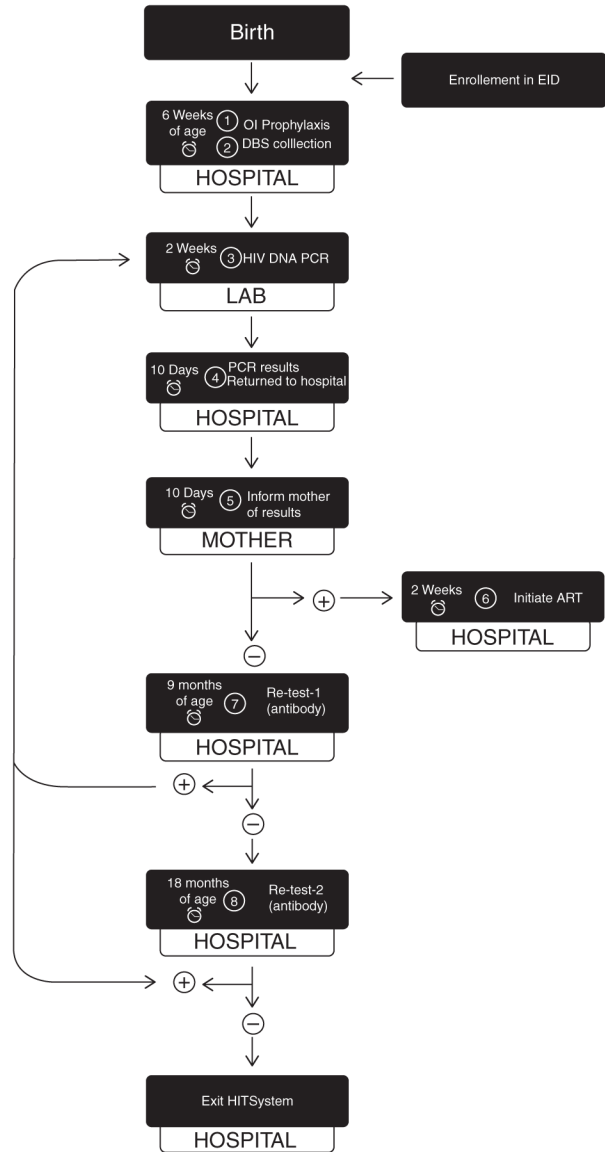 Birth
Enrollement in EID
6 Weeks
of age
1 OI Prophylaxis
2 DBS colllection
HOSPITAL
2 Weeks
3 HIV DNA PCR
LAB
10 Days
4 PCR results
Returned to hospital
HOSPITAL
10 Days
5 Inform mother
of results
MOTHER
+
2 Weeks
6 Initiate ART
HOSPITAL
−
9 months
of age
7 Re-test-1
(antibody)
HOSPITAL
+
−
18 months
of age
8 Re-test-2
(antibody)
HOSPITAL
+
−
Exit HITSystem
HOSPITAL